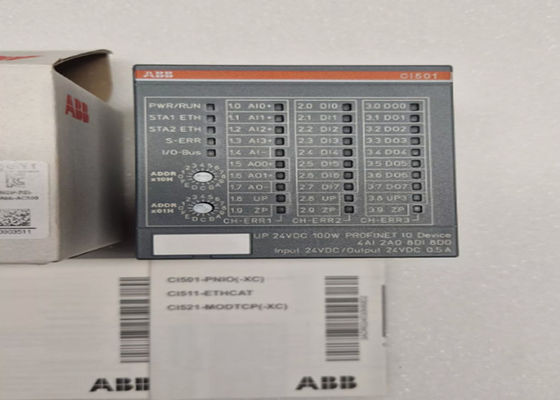 ABB CI501
PWR/RUN 1.0 AI0+ 2.0 DI0 3.0 DO0
STA1 ETH 1.1 AI1+ 2.1 DI1 3.1 DO1
STA2 ETH 1.2 AI2+ 2.2 DI2 3.2 DO2
S-ERR 1.3 AI3+ 2.3 DI3 3.3 DO3
I/O-Bus 1.4 AI- 2.4 DI4 3.4 DO4
1.5 AO0+ 2.5 DI5 3.5 DO5
ADDR x10H 1.6 AO1+ 2.6 DI6 3.6 DO6
1.7 AO- 2.7 DI7 3.7 DO7
1.8 UP 2.8 UP 3.8 UP3
ADDR x01H 1.9 ZP 2.9 ZP 3.9 ZP
CH-ERR1 CH-ERR2 CH-ERR3
UP 24VDC 100W PROFINET IO Device
4AI 2AO 8DI 8DO
Input 24VDC/Output 24VDC 0.5A
CI501-PNIO(-XC)
CI511-ETHCAT
CI521-MODTCP(-XC)
ABB
ABB